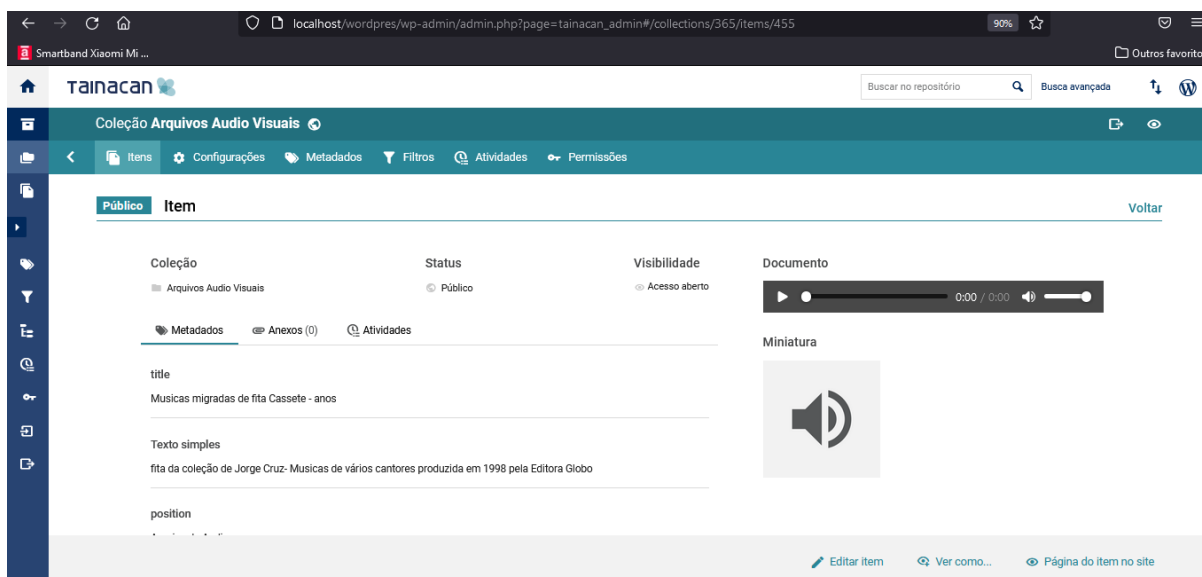 localhost/wordpres/wp-admin/admin.php?page=tainacan_admin#/collections/365/items/455 90%
a Smartband Xiaomi Mi ... Outros favorito
Tainacan Buscar no repositório Busca avançada
Coleção Arquivos Audio Visuais
Itens Configurações Metadados Filtros Atividades Permissões
Público Item Voltar
Coleção Status Visibilidade Documento
Arquivos Audio Visuais Público Acesso aberto
0:00 / 0:00
Metadados Anexos (0) Atividades
Miniatura
title
Musicas migradas de fita Cassete - anos
Texto simples
fita da coleção de Jorge Cruz- Musicas de vários cantores produzida em 1998 pela Editora Globo
position
Editar item Ver como... Página do item no site